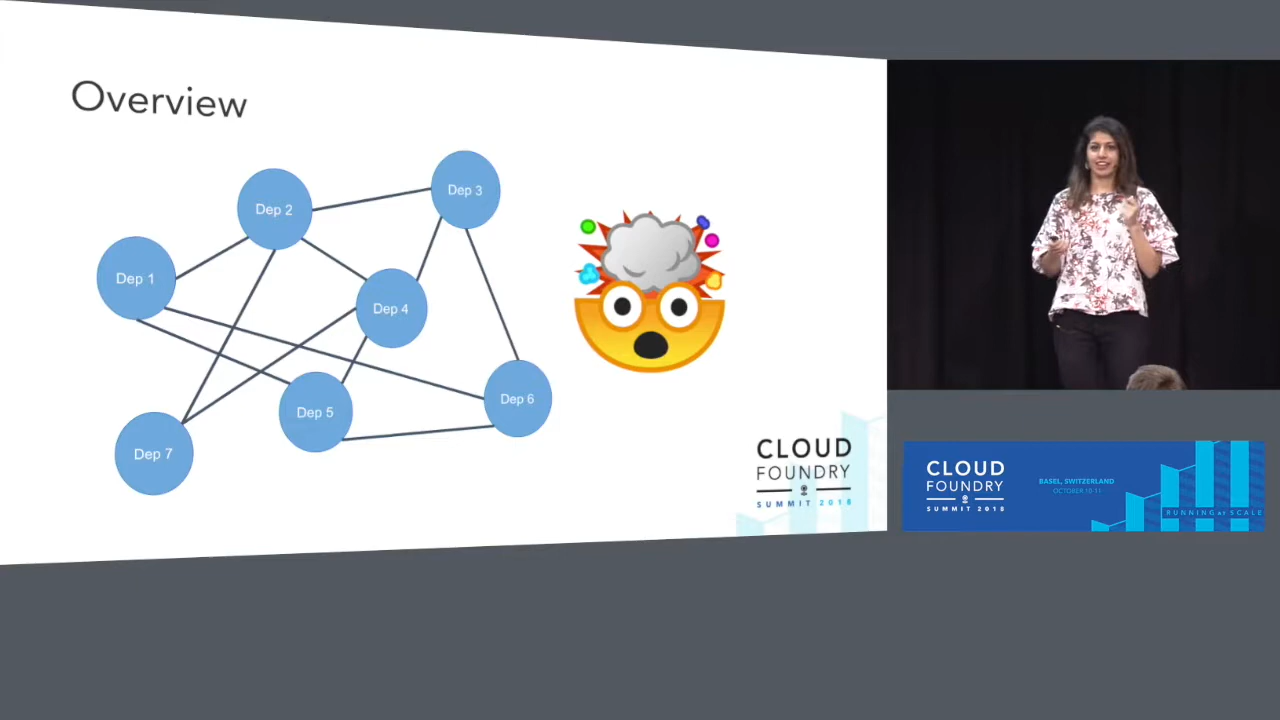 Overview
Dep 3
Dep 2
Dep 1
Dep 4
Dep 6
Dep 5
Dep 7
CLOUD
FOUNDRY
SUMMIT 2018
CLOUD
FOUNDRY
SUMMIT 2018
BASEL, SWITZERLAND
OCTOBER 10-11
RUNNING AT SCALE